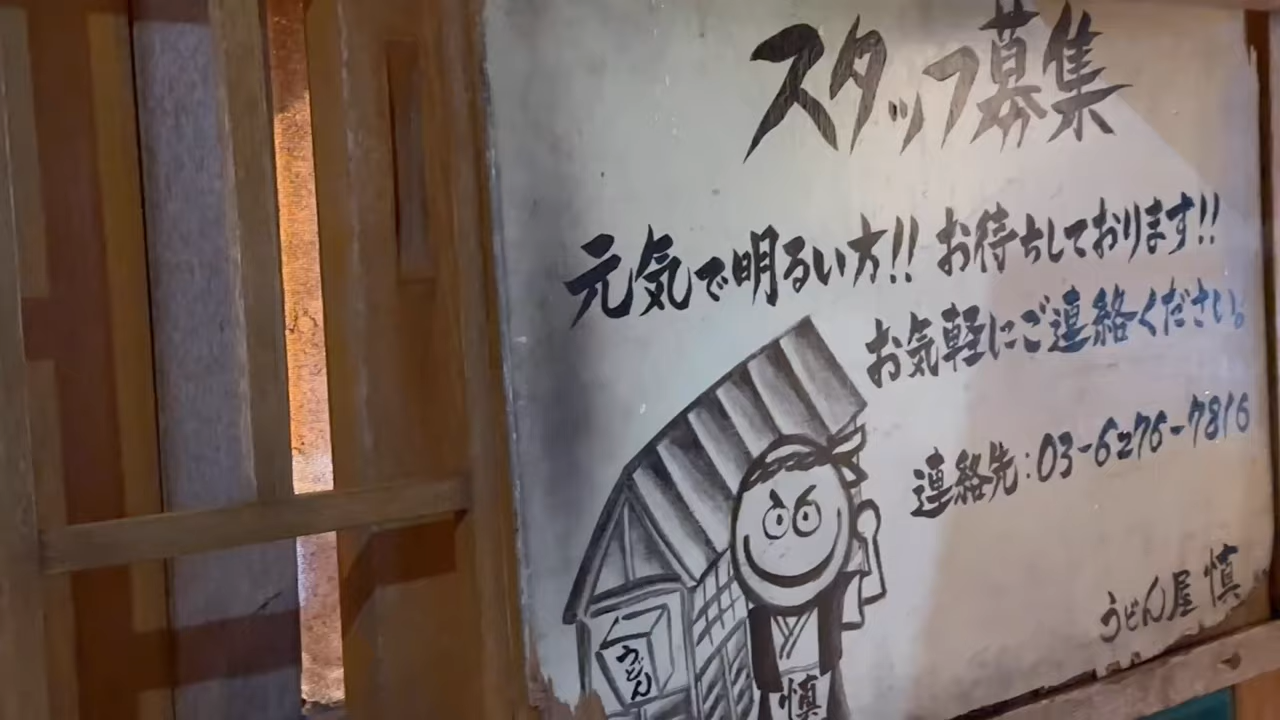 スタッフ募集
元気で明るい方!! お待ちしております!!
お気軽にご連絡ください。
連絡先:03-6276-7816
うどん屋 慎
うどん
慎